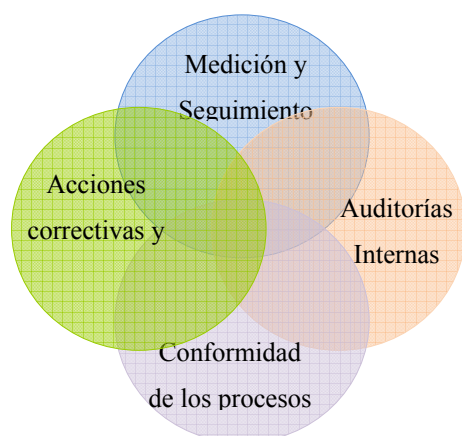 Medición y
Seguimiento
Acciones
correctivas y
Auditorías
Internas
Conformidad
de los procesos